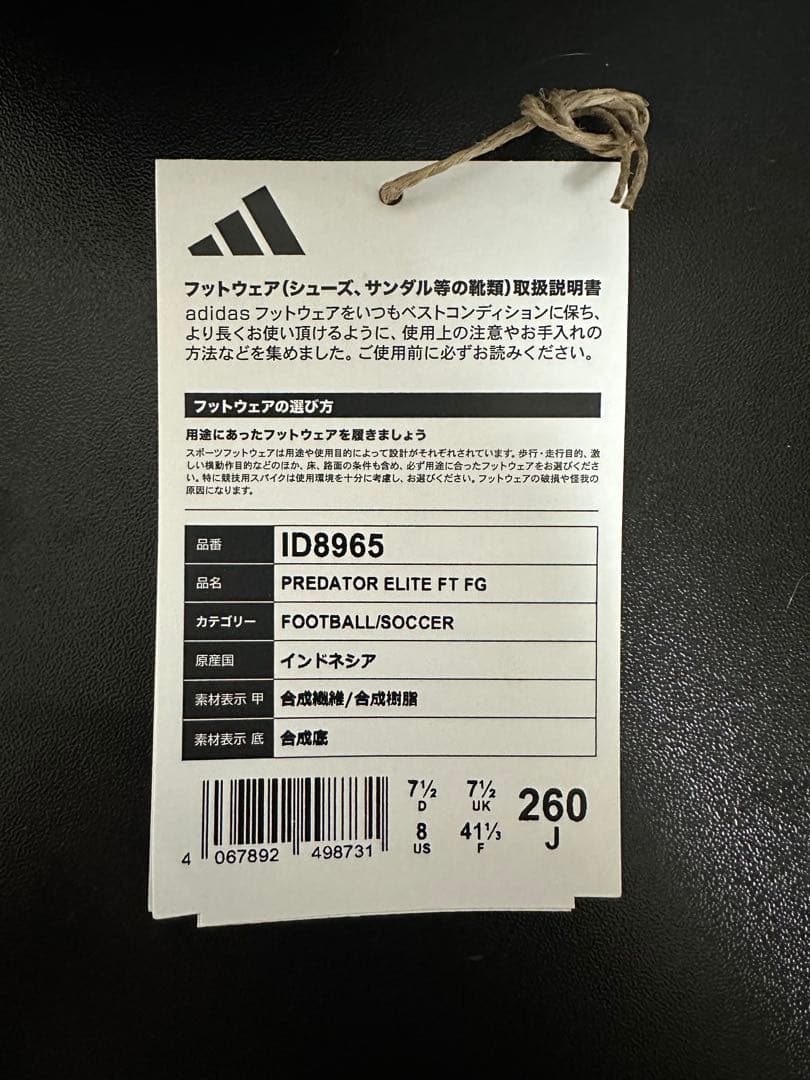 フットウェア(シューズ、サンダル等の靴類)取扱説明書
adidas フットウェアをいつもベストコンディションに保ち、
より長くお使い頂けるように、使用上の注意やお手入れの
方法などを集めました。ご使用前に必ずお読みください。
フットウェアの選び方
用途にあったフットウェアを履きましょう
スポーツフットウェアは用途や使用目的によって設計がそれぞれされています。歩行・走行目的、激
しい横動作目的などのほか、床、路面の条件も含め、必ず用途に合ったフットウェアをお選びくださ
い。特に競技用スパイクは使用環境を十分に考慮し、お選びください。フットウェアの破損や怪我の
原因になります。
品番 ID8965
品名 PREDATOR ELITE FT FG
カテゴリー FOOTBALL/SOCCER
原産国 インドネシア
素材表示 甲 合成繊維/合成樹脂
素材表示 底 合成底
7½ 7½ 260
D UK J
8 41⅓
US F
4 067892 498731